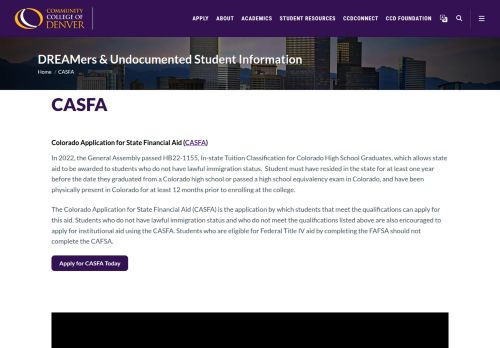 COMMUNITY
COLLEGE OF
DENVER
APPLY ABOUT ACADEMICS STUDENT RESOURCES CCDCONNECT CCD FOUNDATION
DREAMers & Undocumented Student Information
Home / CASFA
CASFA
Colorado Application for State Financial Aid (CASFA)
In 2022, the General Assembly passed HB22-1155, In-state Tuition Classification for Colorado High School Graduates, which allows state
aid to be awarded to students who do not have lawful immigration status. Student must have resided in the state for at least one year
before the date they graduated from a Colorado high school or passed a high school equivalency exam in Colorado, and have been
physically present in Colorado for at least 12 months prior to enrolling at the college.
The Colorado Application for State Financial Aid (CASFA) is the application by which students that meet the qualifications can apply for
this aid. Students who do not have lawful immigration status and who do not meet the qualifications listed above are also encouraged to
apply for institutional aid using the CASFA. Students who are eligible for Federal Title IV aid by completing the FAFSA should not
complete the CAFSA.
Apply for CASFA Today